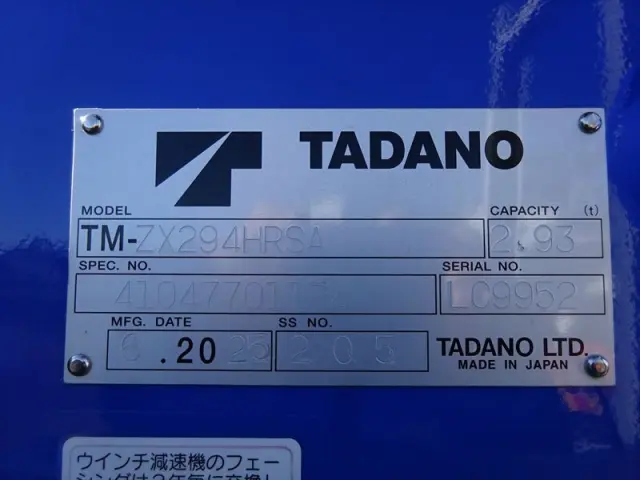 TADANO
MODEL
CAPACITY (t)
TM-ZX294HRSA
2.93
SPEC. NO.
SERIAL NO.
LC9952
MFG. DATE
SS NO.
6.2025
205
TADANO LTD.
MADE IN JAPAN
ウインチ減速機のフェー